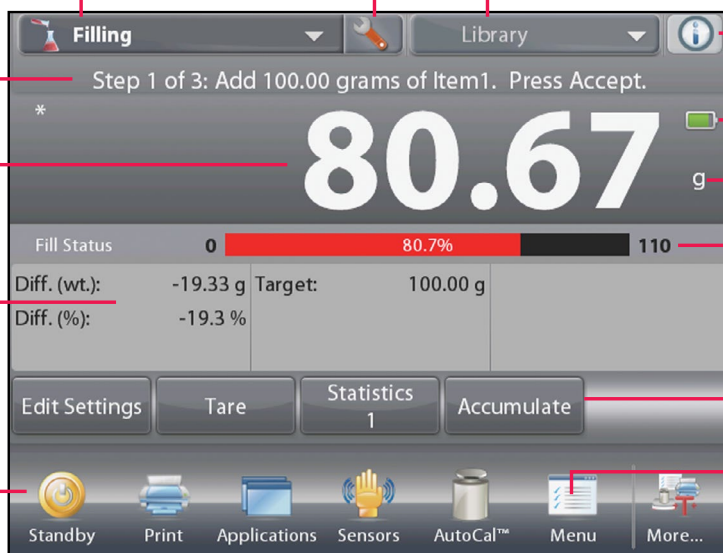 Filling Library
Step 1 of 3: Add 100.00 grams of Item1. Press Accept.
*
80.67
g
Fill Status 0 80.7% 110
Diff. (wt.): -19.33 g Target: 100.00 g
Diff. (%): -19.3 %
Edit Settings Tare Statistics 1 Accumulate
Standby Print Applications Sensors AutoCal™ Menu More...